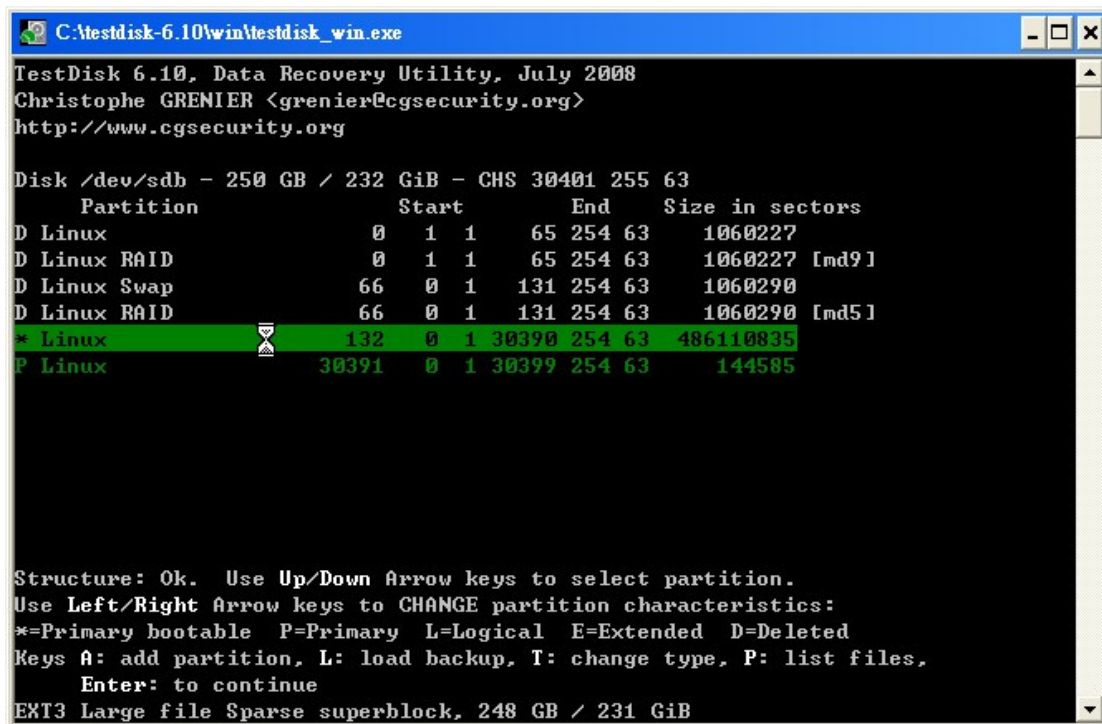 C:\testdisk-6.10\win\testdisk_win.exe
TestDisk 6.10, Data Recovery Utility, July 2008
Christophe GRENIER <grenier@cgsecurity.org>
http://www.cgsecurity.org
Disk /dev/sdb - 250 GB / 232 GiB - CHS 30401 255 63
Partition Start End Size in sectors
D Linux 0 1 1 65 254 63 1060227
D Linux RAID 0 1 1 65 254 63 1060227 [md9]
D Linux Swap 66 0 1 131 254 63 1060290
D Linux RAID 66 0 1 131 254 63 1060290 [md5]
* Linux 132 0 1 30390 254 63 486110835
P Linux 30391 0 1 30399 254 63 144585
Structure: Ok. Use Up/Down Arrow keys to select partition.
Use Left/Right Arrow keys to CHANGE partition characteristics:
*=Primary bootable P=Primary L=Logical E=Extended D=Deleted
Keys A: add partition, L: load backup, T: change type, P: list files,
Enter: to continue
EXT3 Large file Sparse superblock, 248 GB / 231 GiB